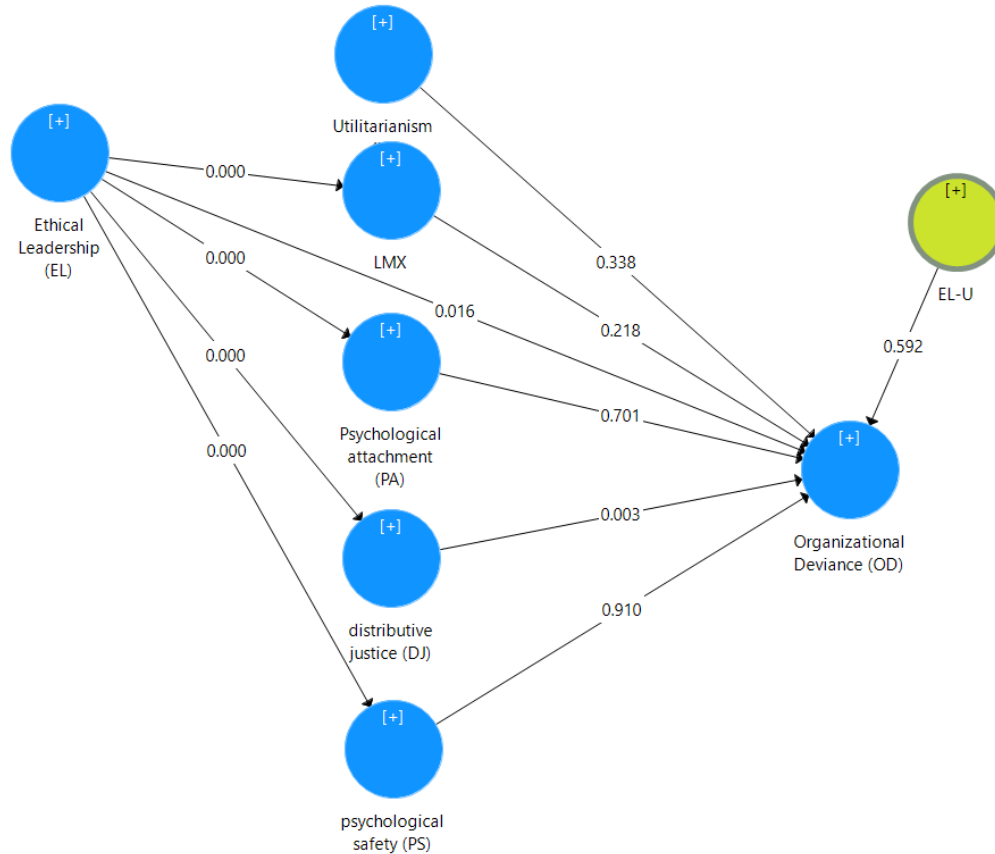 [+]
Utilitarianism
[+]
Ethical
Leadership
(EL)
[+]
LMX
[+]
Psychological
attachment
(PA)
[+]
distributive
justice (DJ)
[+]
psychological
safety (PS)
[+]
EL-U
[+]
Organizational
Deviance (OD)
0.000
0.000
0.000
0.000
0.338
0.016
0.218
0.701
0.003
0.910
0.592